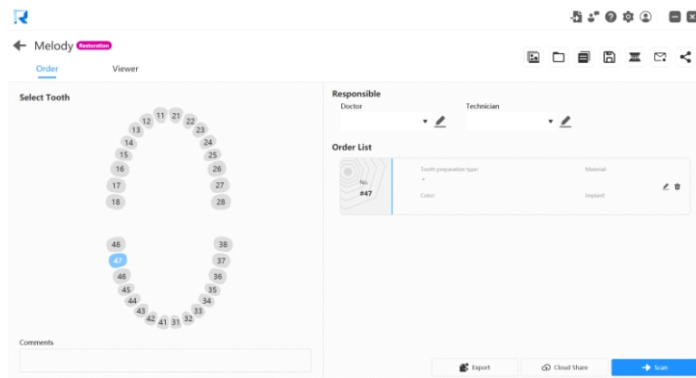 Melody Restoration
Order Viewer
Select Tooth
11 21
12 22
13 23
14 24
15 25
16 26
17 27
18 28
48 38
47 37
46 36
45 35
44 34
43 33
42 41 31 32
Comments
Responsible
Doctor Technician
Order List
No.
#47
Tooth preparation type: Material:
-
Color: Implant:
Export Cloud Share Scan